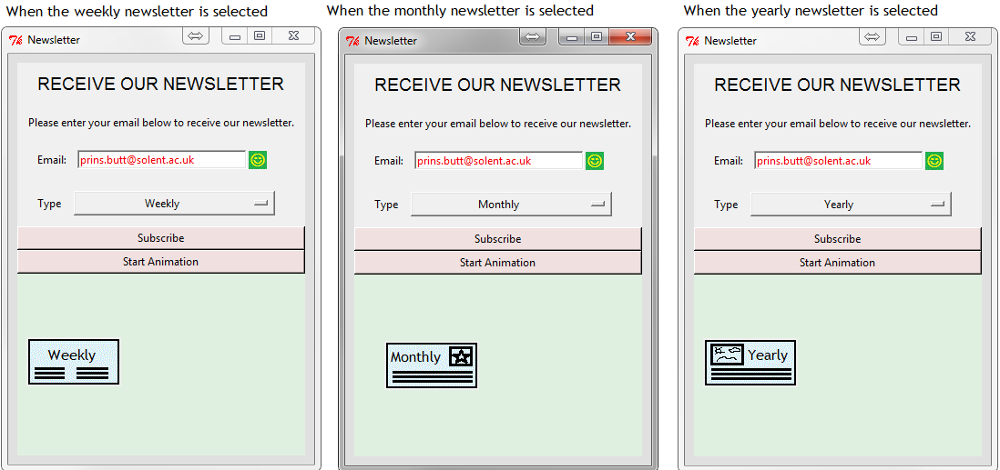 When the weekly newsletter is selected
Newsletter
RECEIVE OUR NEWSLETTER
Please enter your email below to receive our newsletter.
Email: prins.butt@solent.ac.uk
Type Weekly
Subscribe
Start Animation
Weekly
When the monthly newsletter is selected
Newsletter
RECEIVE OUR NEWSLETTER
Please enter your email below to receive our newsletter.
Email: prins.butt@solent.ac.uk
Type Monthly
Subscribe
Start Animation
Monthly
When the yearly newsletter is selected
Newsletter
RECEIVE OUR NEWSLETTER
Please enter your email below to receive our newsletter.
Email: prins.butt@solent.ac.uk
Type Yearly
Subscribe
Start Animation
Yearly